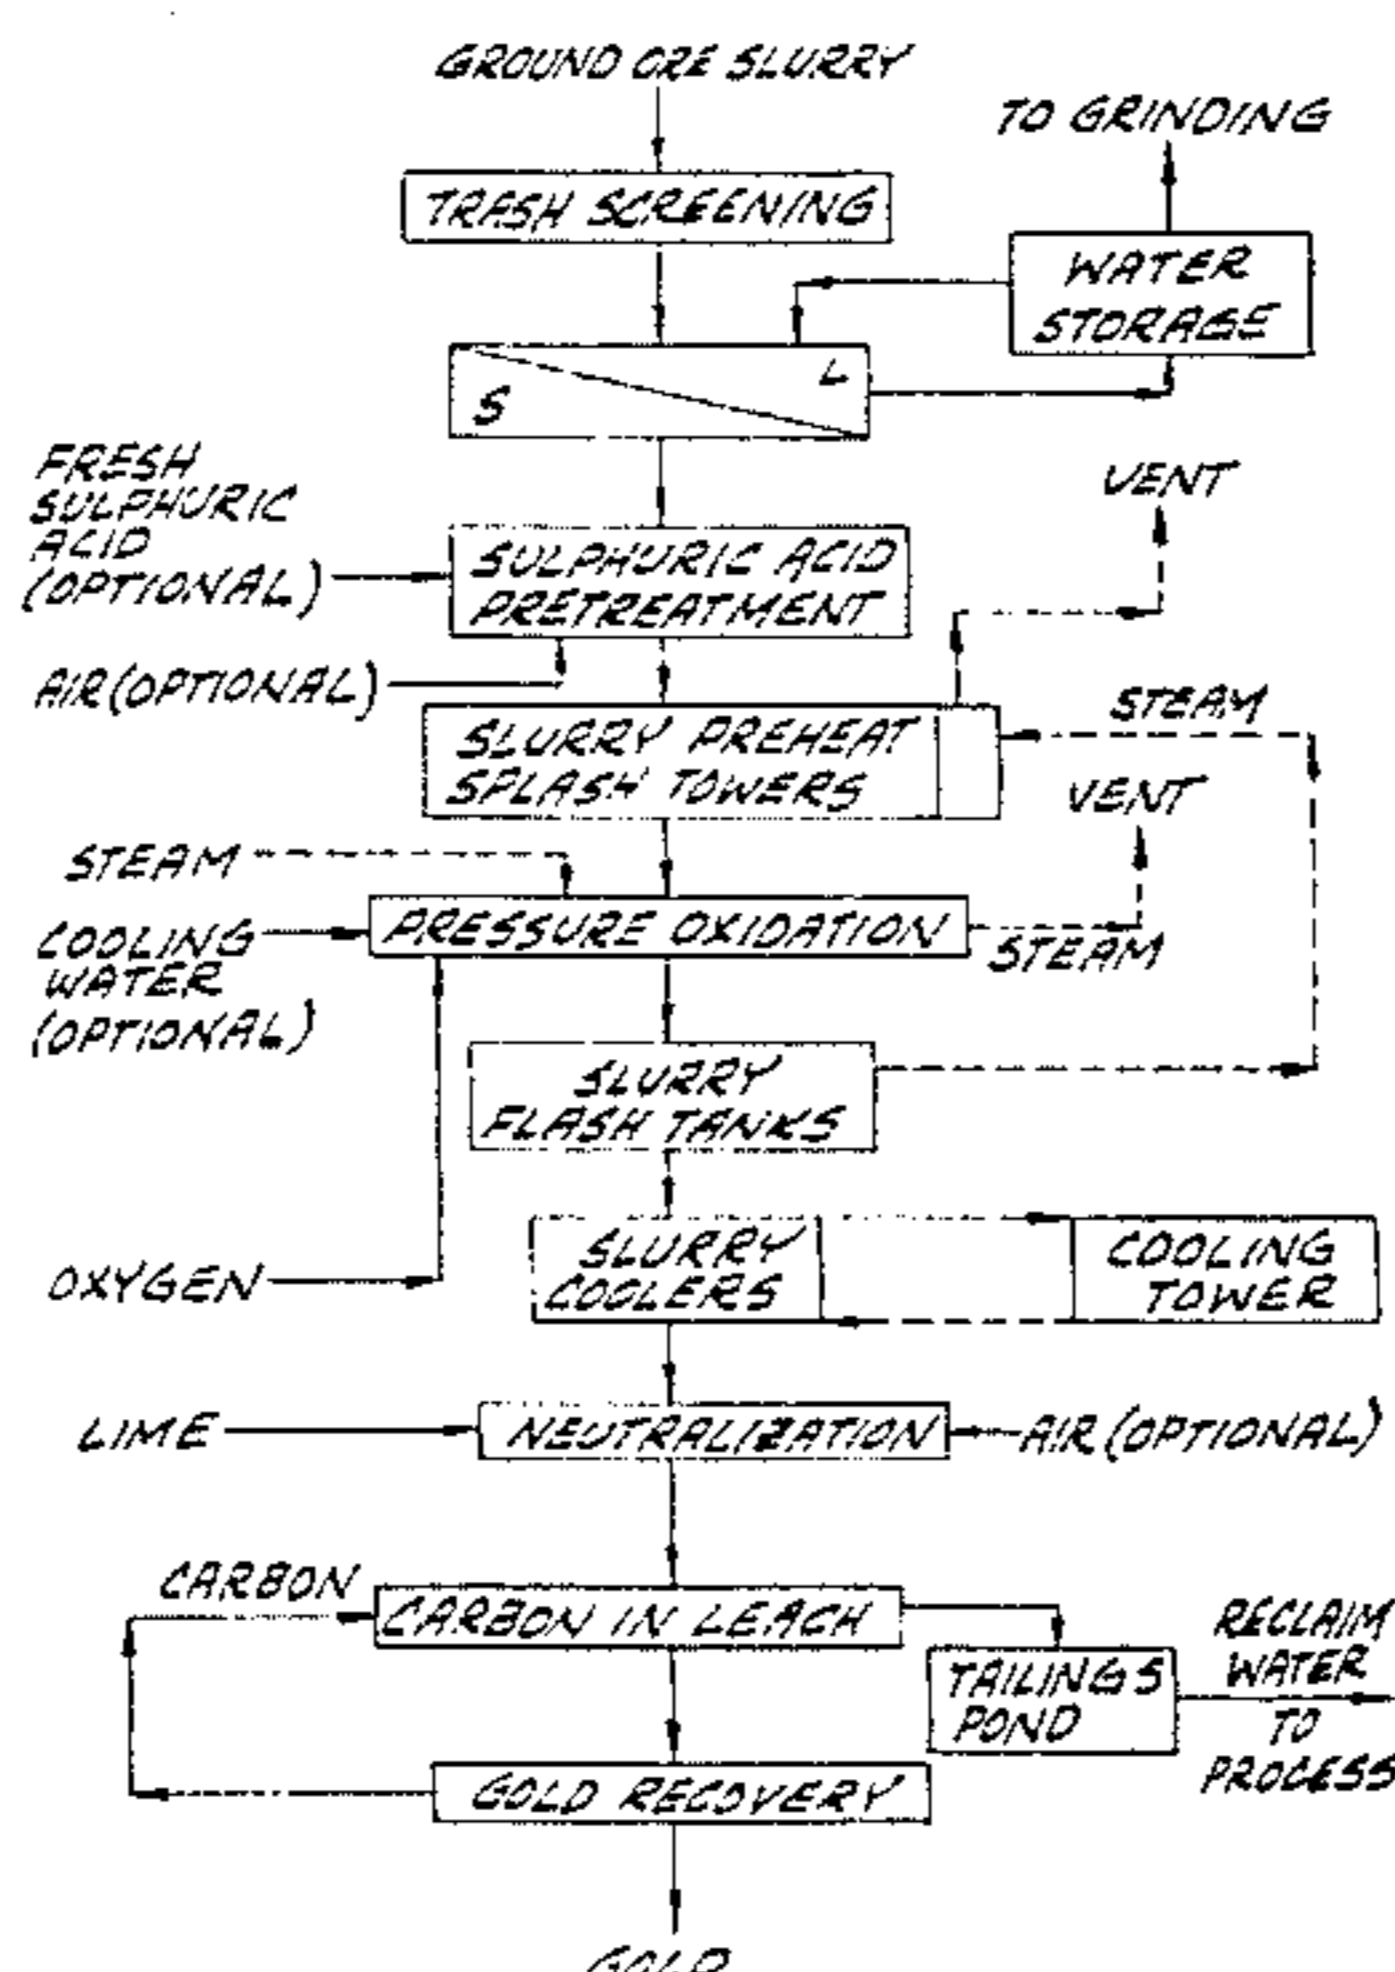 GROUND ORE SLURRY
TO GRINDING
TRASH SCREENING
WATER
STORAGE
L
S
FRESH
SULPHURIC
ACID
(OPTIONAL)
VENT
SULPHURIC ACID
PRETREATMENT
AIR (OPTIONAL)
STEAM
SLURRY PREHEAT
SPLASH TOWERS
VENT
STEAM
COOLING
WATER
(OPTIONAL)
PRESSURE OXIDATION
STEAM
SLURRY
FLASH TANKS
OXYGEN
SLURRY
COOLERS
COOLING
TOWER
LIME
NEUTRALIZATION
AIR (OPTIONAL)
CARBON
CARBON IN LEACH
TAILINGS
POND
RECLAIM
WATER
TO
PROCESS
GOLD RECOVERY
GOLD